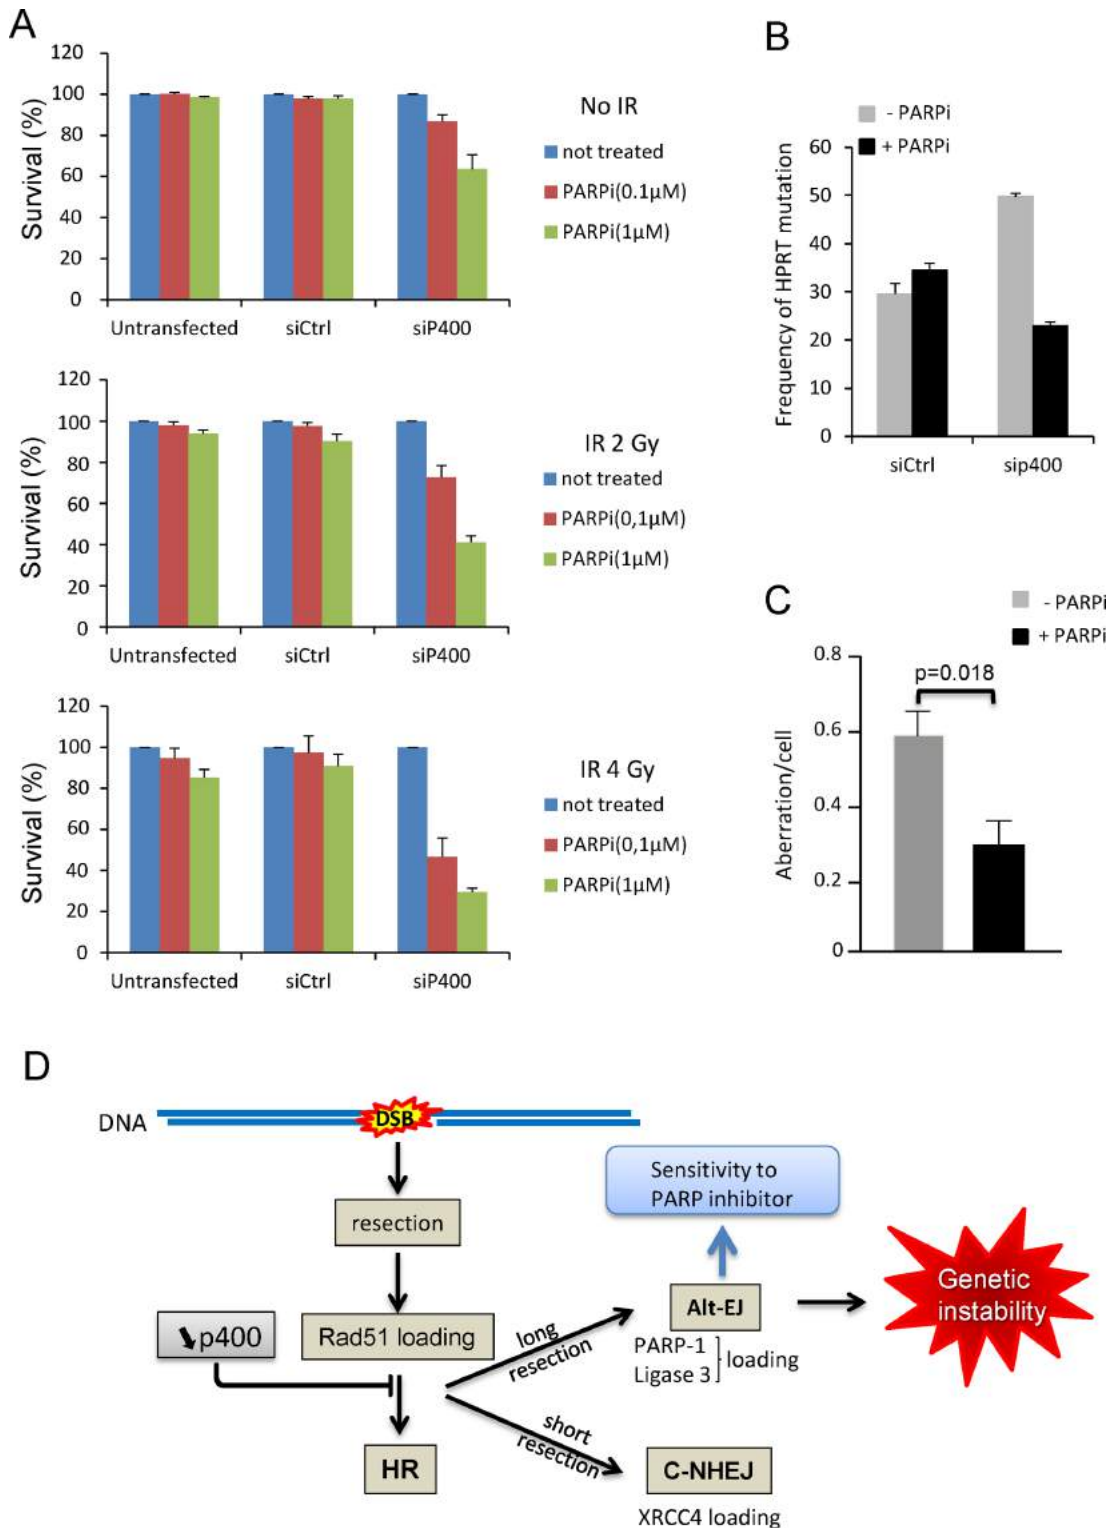 A
120
100
80
60
40
20
0
Survival (%)
Untransfected
siCtrl
siP400
No IR
not treated
PARPi(0.1µM)
PARPi(1µM)
120
100
80
60
40
20
0
Survival (%)
Untransfected
siCtrl
siP400
IR 2 Gy
not treated
PARPi(0,1µM)
PARPi(1µM)
120
100
80
60
40
20
0
Survival (%)
Untransfected
siCtrl
siP400
IR 4 Gy
not treated
PARPi(0,1µM)
PARPi(1µM)
B
- PARPi
+ PARPi
60
50
40
30
20
10
0
Frequency of HPRT mutation
siCtrl
sip400
C
- PARPi
+ PARPi
0.8
0.6
0.4
0.2
0
Aberration/cell
p=0.018
D
DNA
DSB
resection
Rad51 loading
p400
HR
long
resection
short
resection
Sensitivity to
PARP inhibitor
Alt-EJ
PARP-1
Ligase 3
loading
C-NHEJ
XRCC4 loading
Genetic
instability